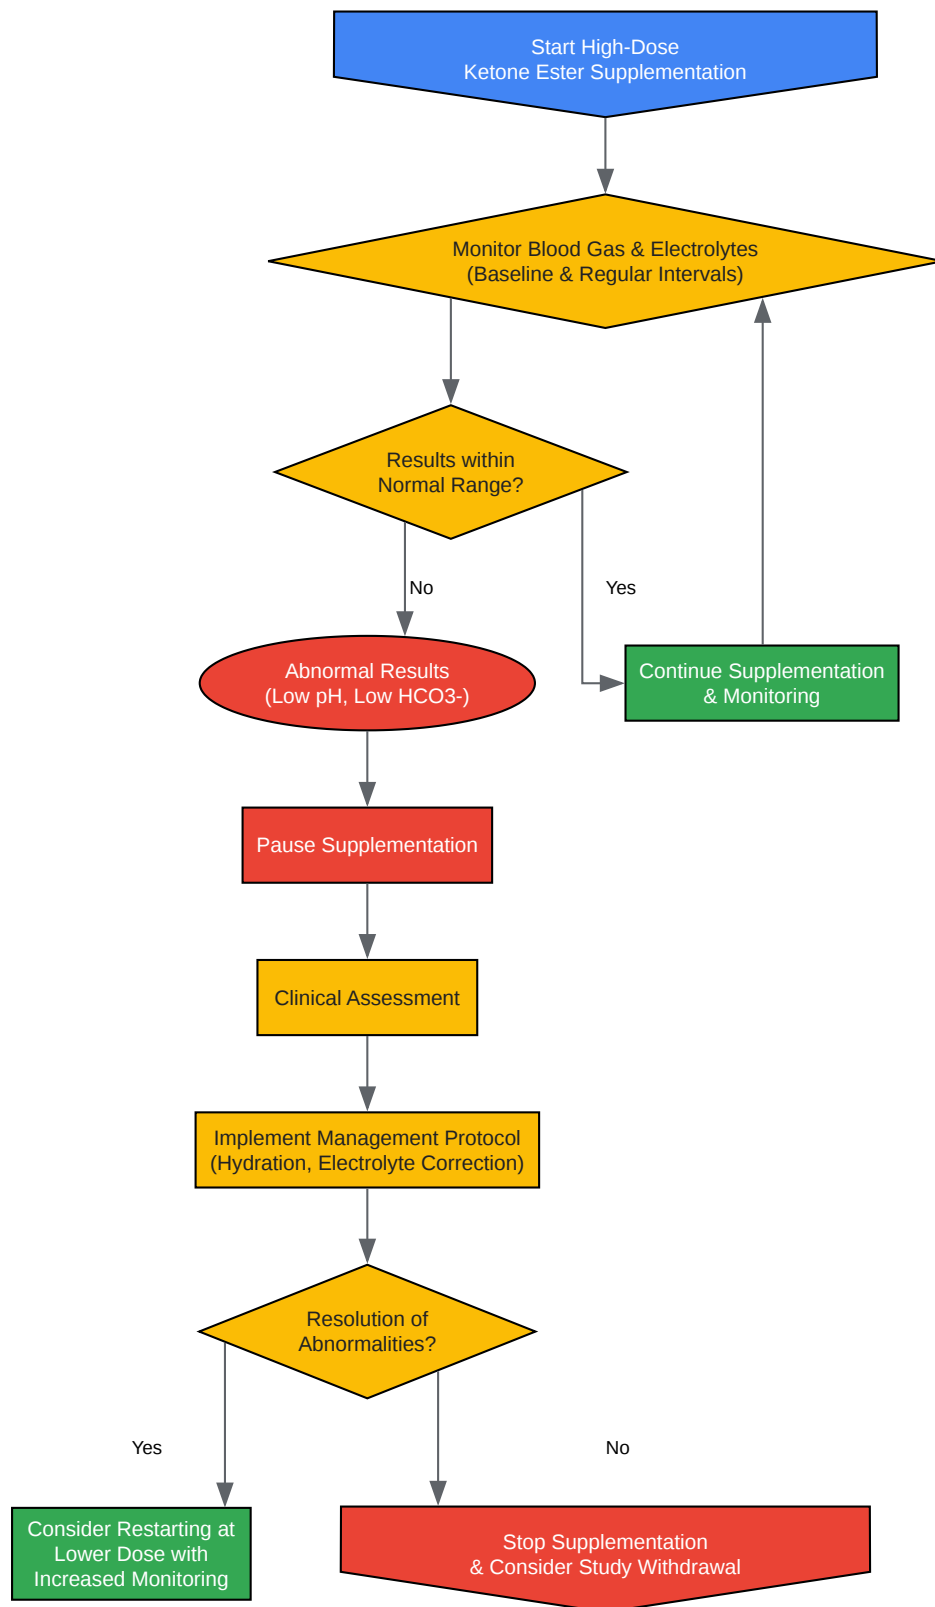 Start High-Dose
Ketone Ester Supplementation
Monitor Blood Gas & Electrolytes
(Baseline & Regular Intervals)
Results within
Normal Range?
No
Yes
Abnormal Results
(Low pH, Low HCO3-)
Continue Supplementation
& Monitoring
Pause Supplementation
Clinical Assessment
Implement Management Protocol
(Hydration, Electrolyte Correction)
Resolution of
Abnormalities?
Yes
No
Consider Restarting at
Lower Dose with
Increased Monitoring
Stop Supplementation
& Consider Study Withdrawal